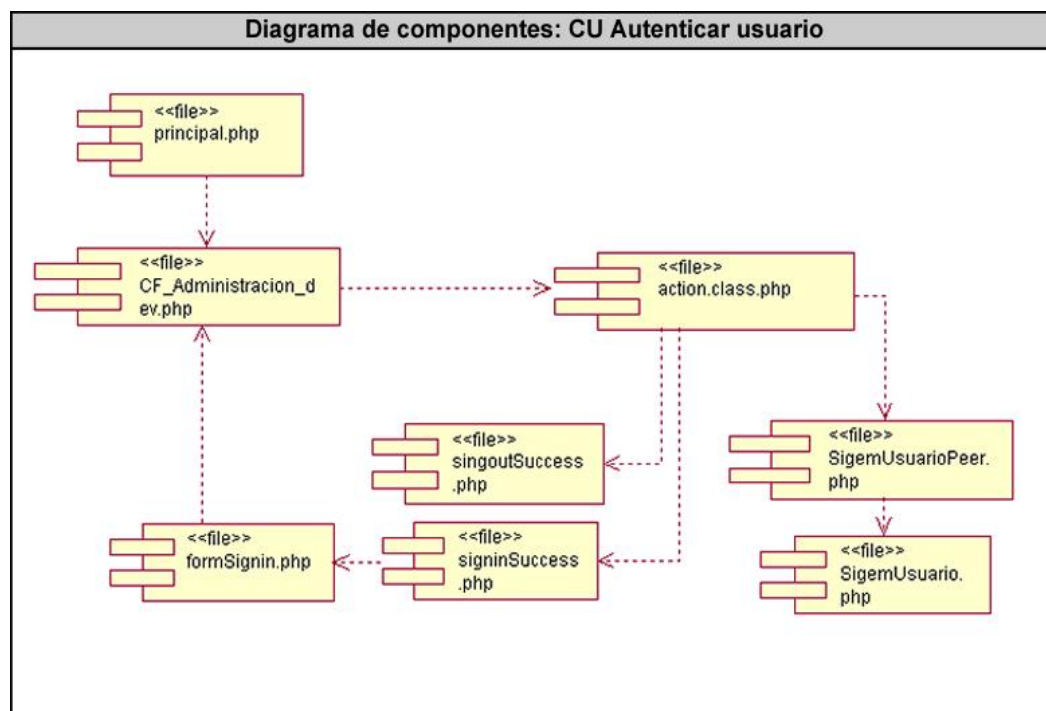 Diagrama de componentes: CU Autenticar usuario
<<file>>
principal.php
<<file>>
CF_Administracion_d
ev.php
<<file>>
action.class.php
<<file>>
singoutSuccess
.php
<<file>>
SigemUsuarioPeer.
php
<<file>>
formSignin.php
<<file>>
signinSuccess
.php
<<file>>
SigemUsuario.
php